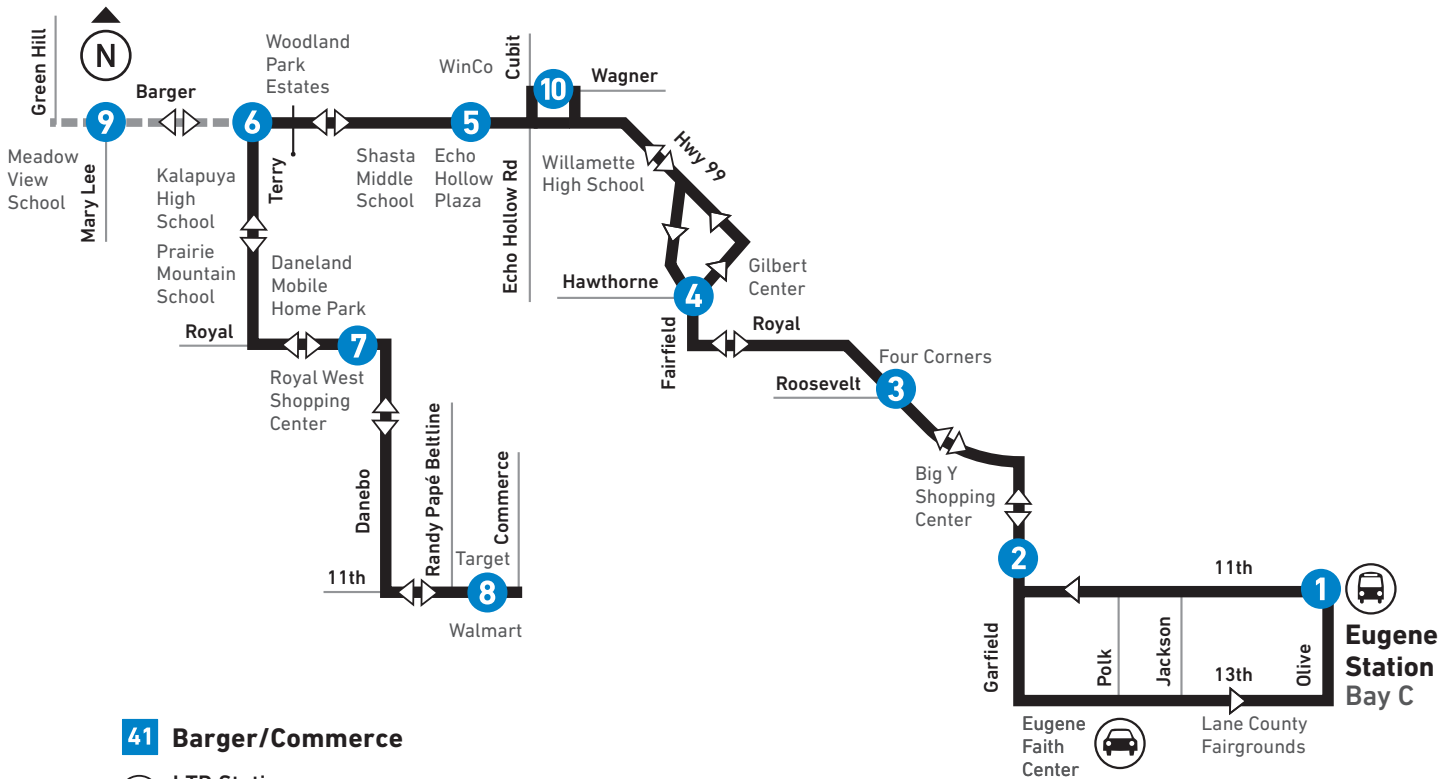 Green Hill
N
Barger
9
6
Meadow
View
School
Mary Lee
Woodland
Park
Estates
Terry
Kalapuya
High
School
Prairie
Mountain
School
WinCo
5
Shasta
Middle
School
Echo
Hollow
Plaza
Cubit
10
Wagner
Echo Hollow Rd
Willamette
High School
Hwy 99
Hawthorne
4
Gilbert
Center
Fairfield
Royal
Four Corners
Roosevelt
3
Daneland
Mobile
Home Park
Royal
7
Royal West
Shopping
Center
Danebo
Randy Papé Beltline
Commerce
11th
Target
8
Walmart
Big Y
Shopping
Center
2
11th
1
Garfield
Polk
Jackson
13th
Olive
Eugene
Station
Bay C
Eugene
Faith
Center
Lane County
Fairgrounds
41 Barger/Commerce